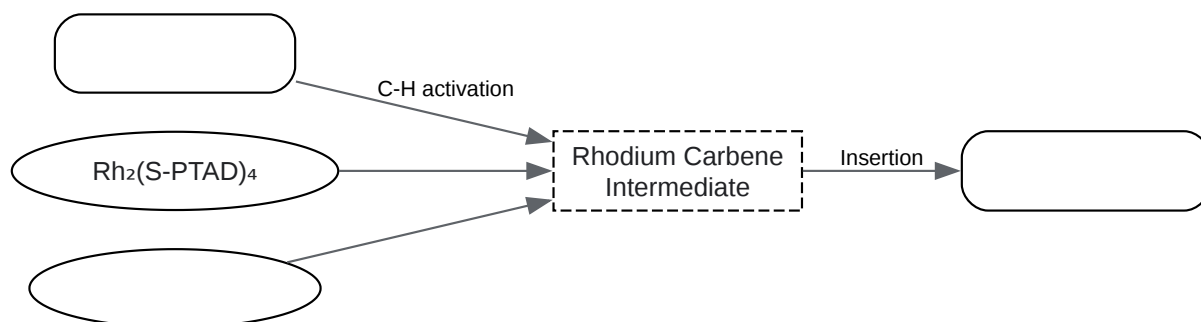 C-H activation
Rh₂(S-PTAD)₄
Rhodium Carbene
Intermediate
Insertion